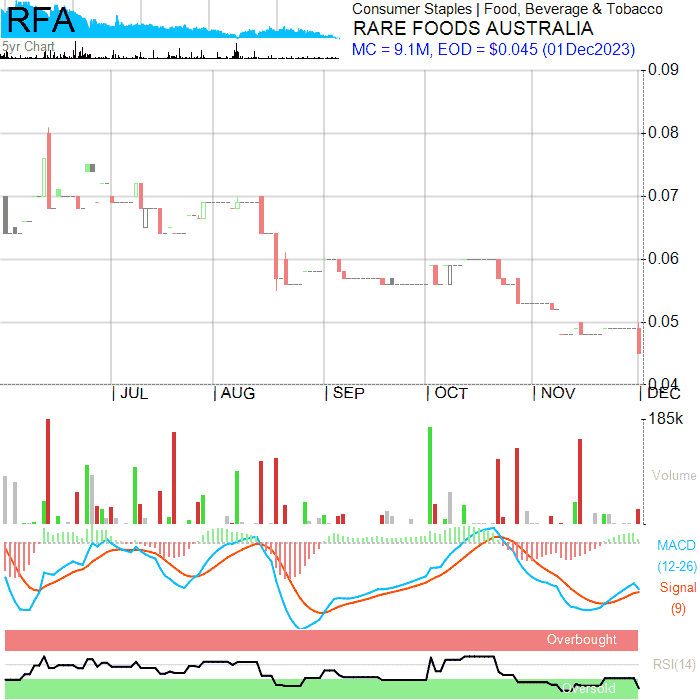 RFA
5yr Chart
Consumer Staples | Food, Beverage & Tobacco
RARE FOODS AUSTRALIA
MC = 9.1M, EOD = $0.045 (01Dec2023)
0.09
0.08
0.07
0.06
0.05
0.04
JUL AUG SEP OCT NOV DEC
185k
Volume
MACD
(12-26)
Signal
(9)
Overbought
RSI(14)
Oversold